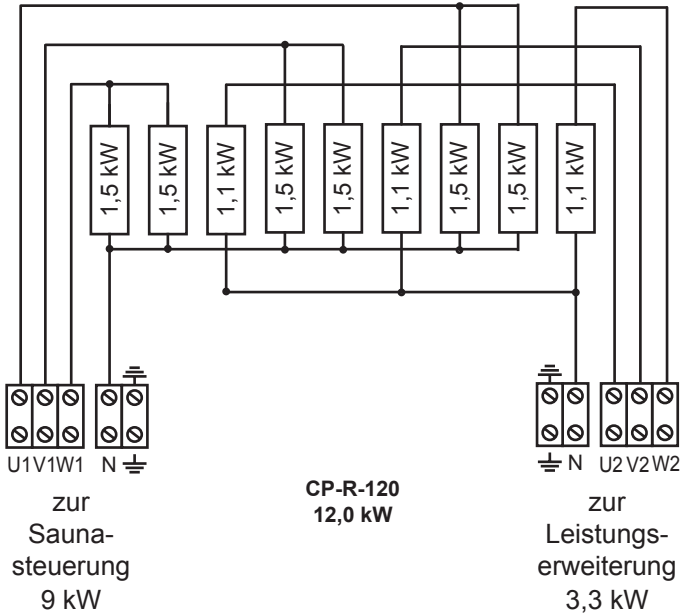 1,5 kW
1,5 kW
1,1 kW
1,5 kW
1,5 kW
1,1 kW
1,5 kW
1,5 kW
1,1 kW
U1 V1 W1 N
N U2 V2 W2
CP-R-120
12,0 kW
zur
Sauna-
steuerung
9 kW
zur
Leistungs-
erweiterung
3,3 kW